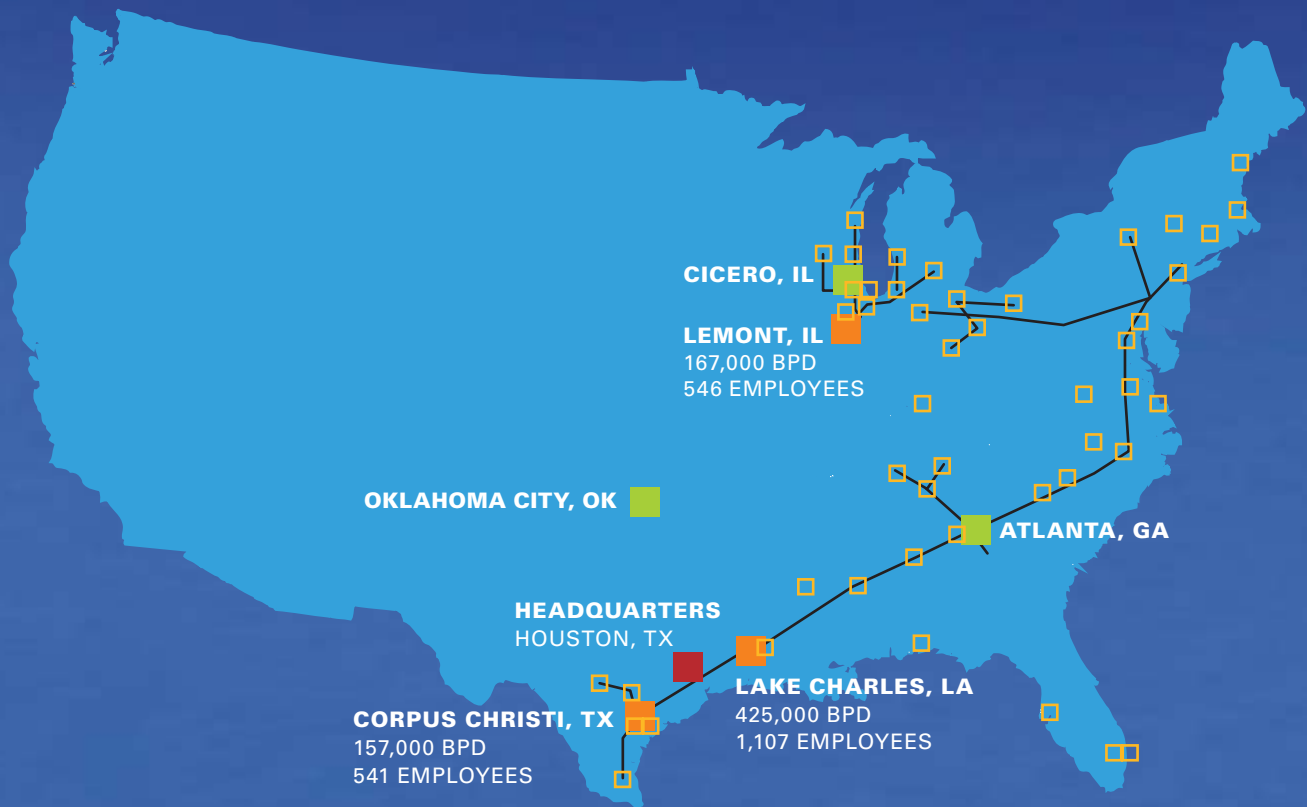 CICERO, IL
LEMONT, IL
167,000 BPD
546 EMPLOYEES
OKLAHOMA CITY, OK
ATLANTA, GA
HEADQUARTERS
HOUSTON, TX
LAKE CHARLES, LA
425,000 BPD
1,107 EMPLOYEES
CORPUS CHRISTI, TX
157,000 BPD
541 EMPLOYEES